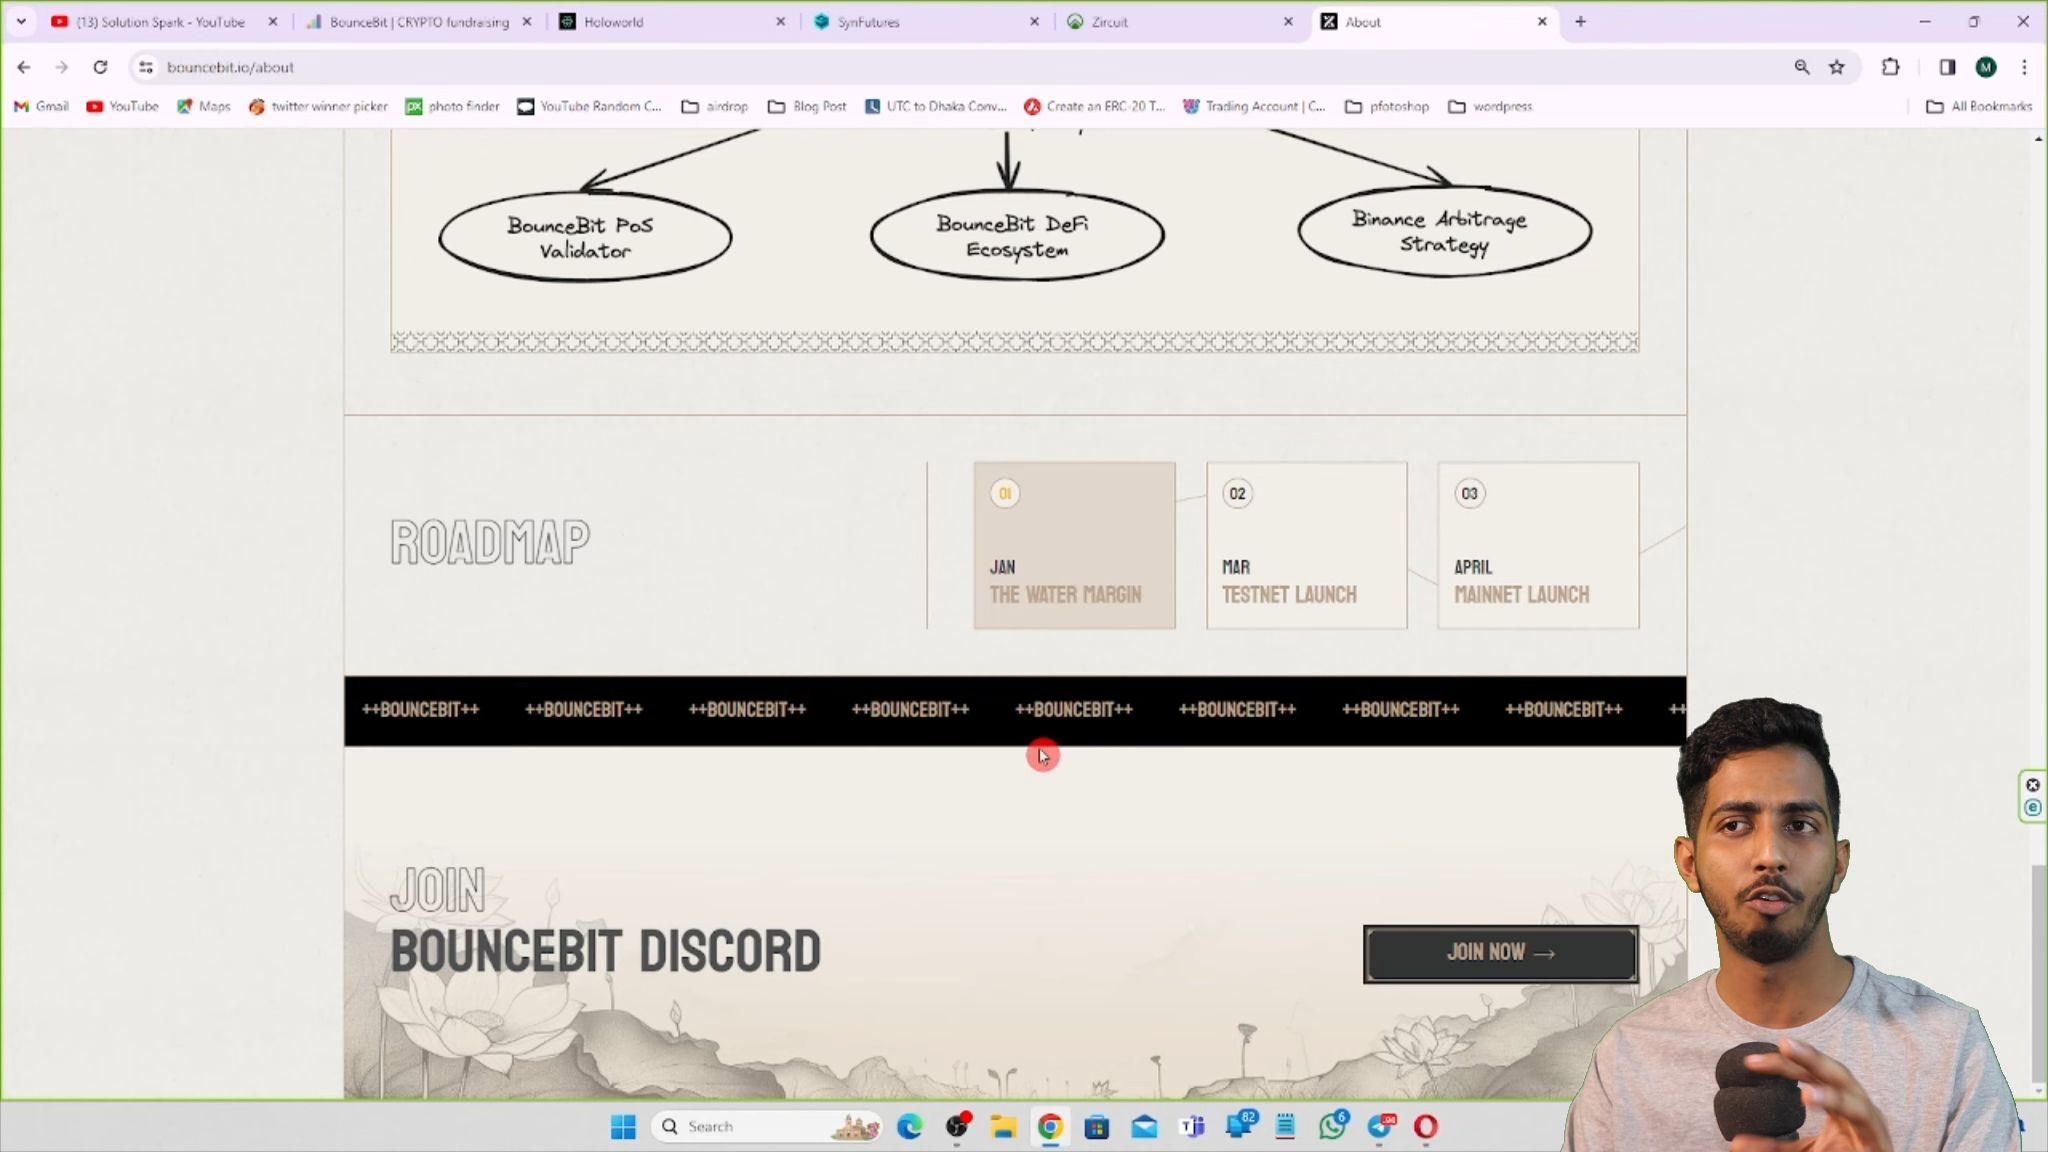 (13) Solution Spark - YouTube
BounceBit | CRYPTO fundraising
Holoworld
SynFutures
Zircuit
About
bouncebit.io/about
M
Gmail
YouTube
Maps
twitter winner picker
photo finder
YouTube Random C...
airdrop
Blog Post
UTC to Dhaka Conv...
Create an ERC-20 T...
Trading Account | C...
pfotoshop
wordpress
All Bookmarks
BounceBit PoS
Validator
BounceBit DeFi
Ecosystem
Binance Arbitrage
Strategy
ROADMAP
01
JAN
THE WATER MARGIN
02
MAR
TESTNET LAUNCH
03
APRIL
MAINNET LAUNCH
++BOUNCEBIT++ ++BOUNCEBIT++ ++BOUNCEBIT++ ++BOUNCEBIT++ ++BOUNCEBIT++ ++BOUNCEBIT++ ++BOUNCEBIT++ ++BOUNCEBIT++ ++
JOIN
BOUNCEBIT DISCORD
JOIN NOW →
Search
82
6